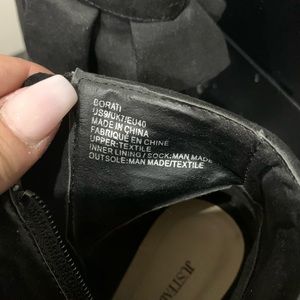 BORATI
US9/UK7/EU40
MADE IN CHINA
FABRIQUE EN CHINE
UPPER:TEXTILE
INNER LINING / SOCK:MAN MADE
OUTSOLE:MAN MADE/TEXTILE